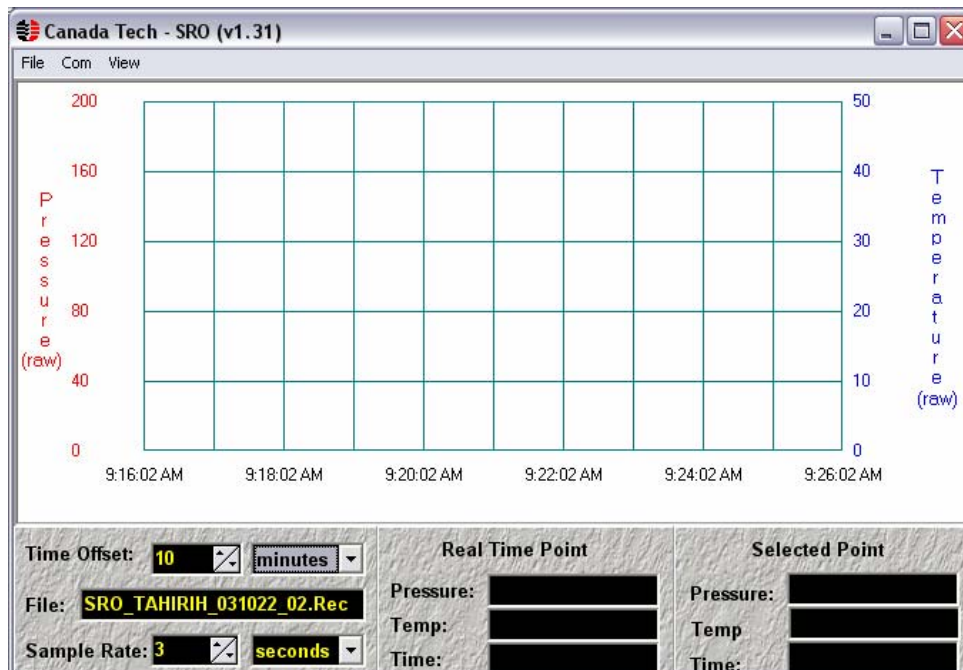 Canada Tech - SRO (v1.31)
File Com View
200
160
120
80
40
0
Pressure
(raw)
50
40
30
20
10
0
Temperature
(raw)
9:16:02 AM 9:18:02 AM 9:20:02 AM 9:22:02 AM 9:24:02 AM 9:26:02 AM
Time Offset: 10 minutes
File: SRO_TAHIRIH_031022_02.Rec
Sample Rate: 3 seconds
Real Time Point
Pressure:
Temp:
Time:
Selected Point
Pressure:
Temp
Time: